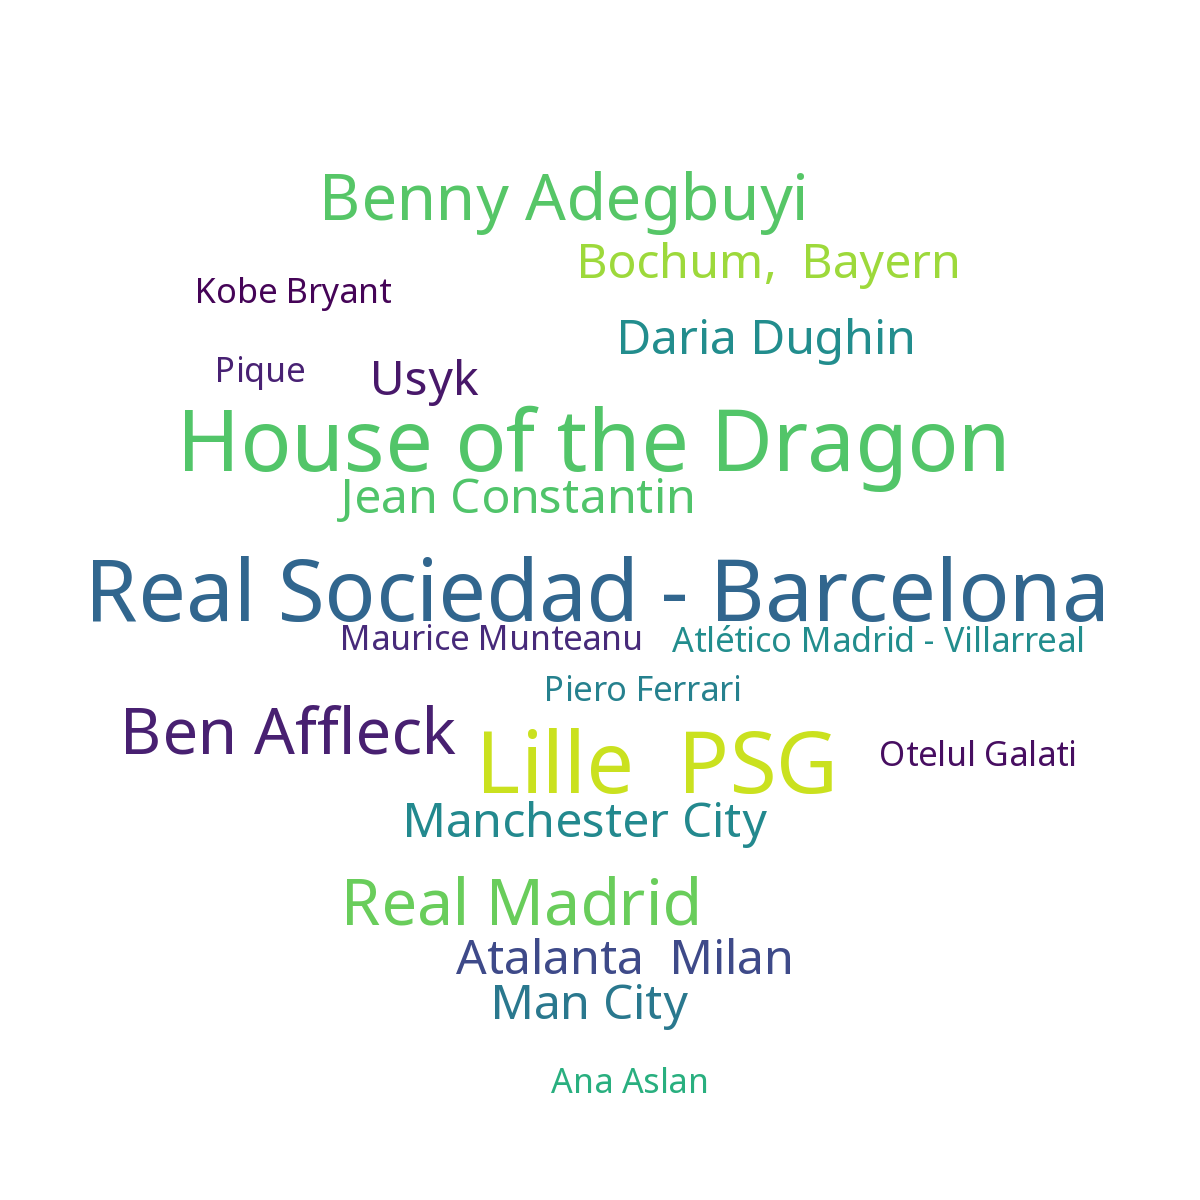 Benny Adegbuyi
Bochum,  Bayern
Kobe Bryant
Daria Dughin
Pique
Usyk
House of the Dragon
Jean Constantin
Real Sociedad - Barcelona
Maurice Munteanu
Atlético Madrid - Villarreal
Piero Ferrari
Ben Affleck
Lille  PSG
Otelul Galati
Manchester City
Real Madrid
Atalanta  Milan
Man City
Ana Aslan